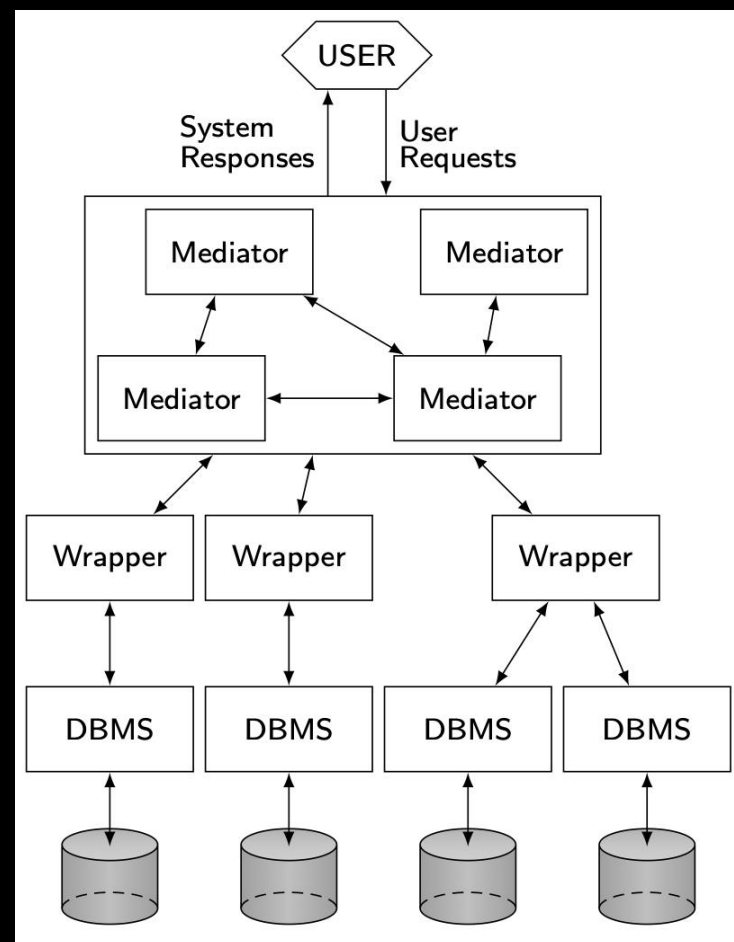 USER
System
Responses
User
Requests
Mediator
Mediator
Mediator
Mediator
Wrapper
Wrapper
Wrapper
DBMS
DBMS
DBMS
DBMS